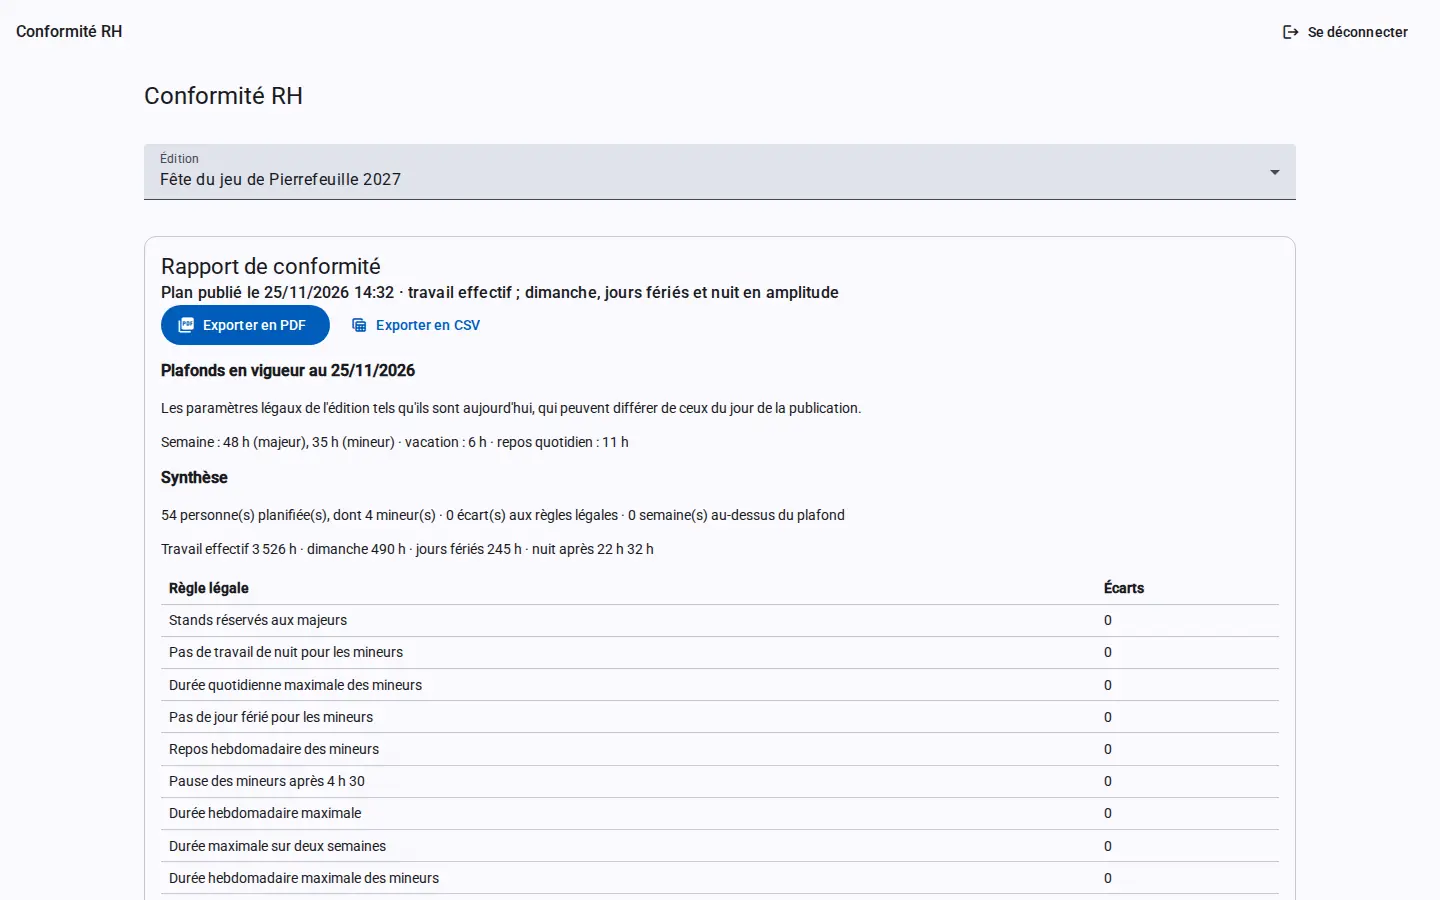 Conformité RH
Se déconnecter
Conformité RH
Édition
Fête du jeu de Pierrefeuille 2027
Rapport de conformité
Plan publié le 25/11/2026 14:32 · travail effectif ; dimanche, jours fériés et nuit en amplitude
Exporter en PDF
Exporter en CSV
Plafonds en vigueur au 25/11/2026
Les paramètres légaux de l'édition tels qu'ils sont aujourd'hui, qui peuvent différer de ceux du jour de la publication.
Semaine : 48 h (majeur), 35 h (mineur) · vacation : 6 h · repos quotidien : 11 h
Synthèse
54 personne(s) planifiée(s), dont 4 mineur(s) · 0 écart(s) aux règles légales · 0 semaine(s) au-dessus du plafond
Travail effectif 3 526 h · dimanche 490 h · jours fériés 245 h · nuit après 22 h 32 h
Règle légale Écarts
Stands réservés aux majeurs 0
Pas de travail de nuit pour les mineurs 0
Durée quotidienne maximale des mineurs 0
Pas de jour férié pour les mineurs 0
Repos hebdomadaire des mineurs 0
Pause des mineurs après 4 h 30 0
Durée hebdomadaire maximale 0
Durée maximale sur deux semaines 0
Durée hebdomadaire maximale des mineurs 0